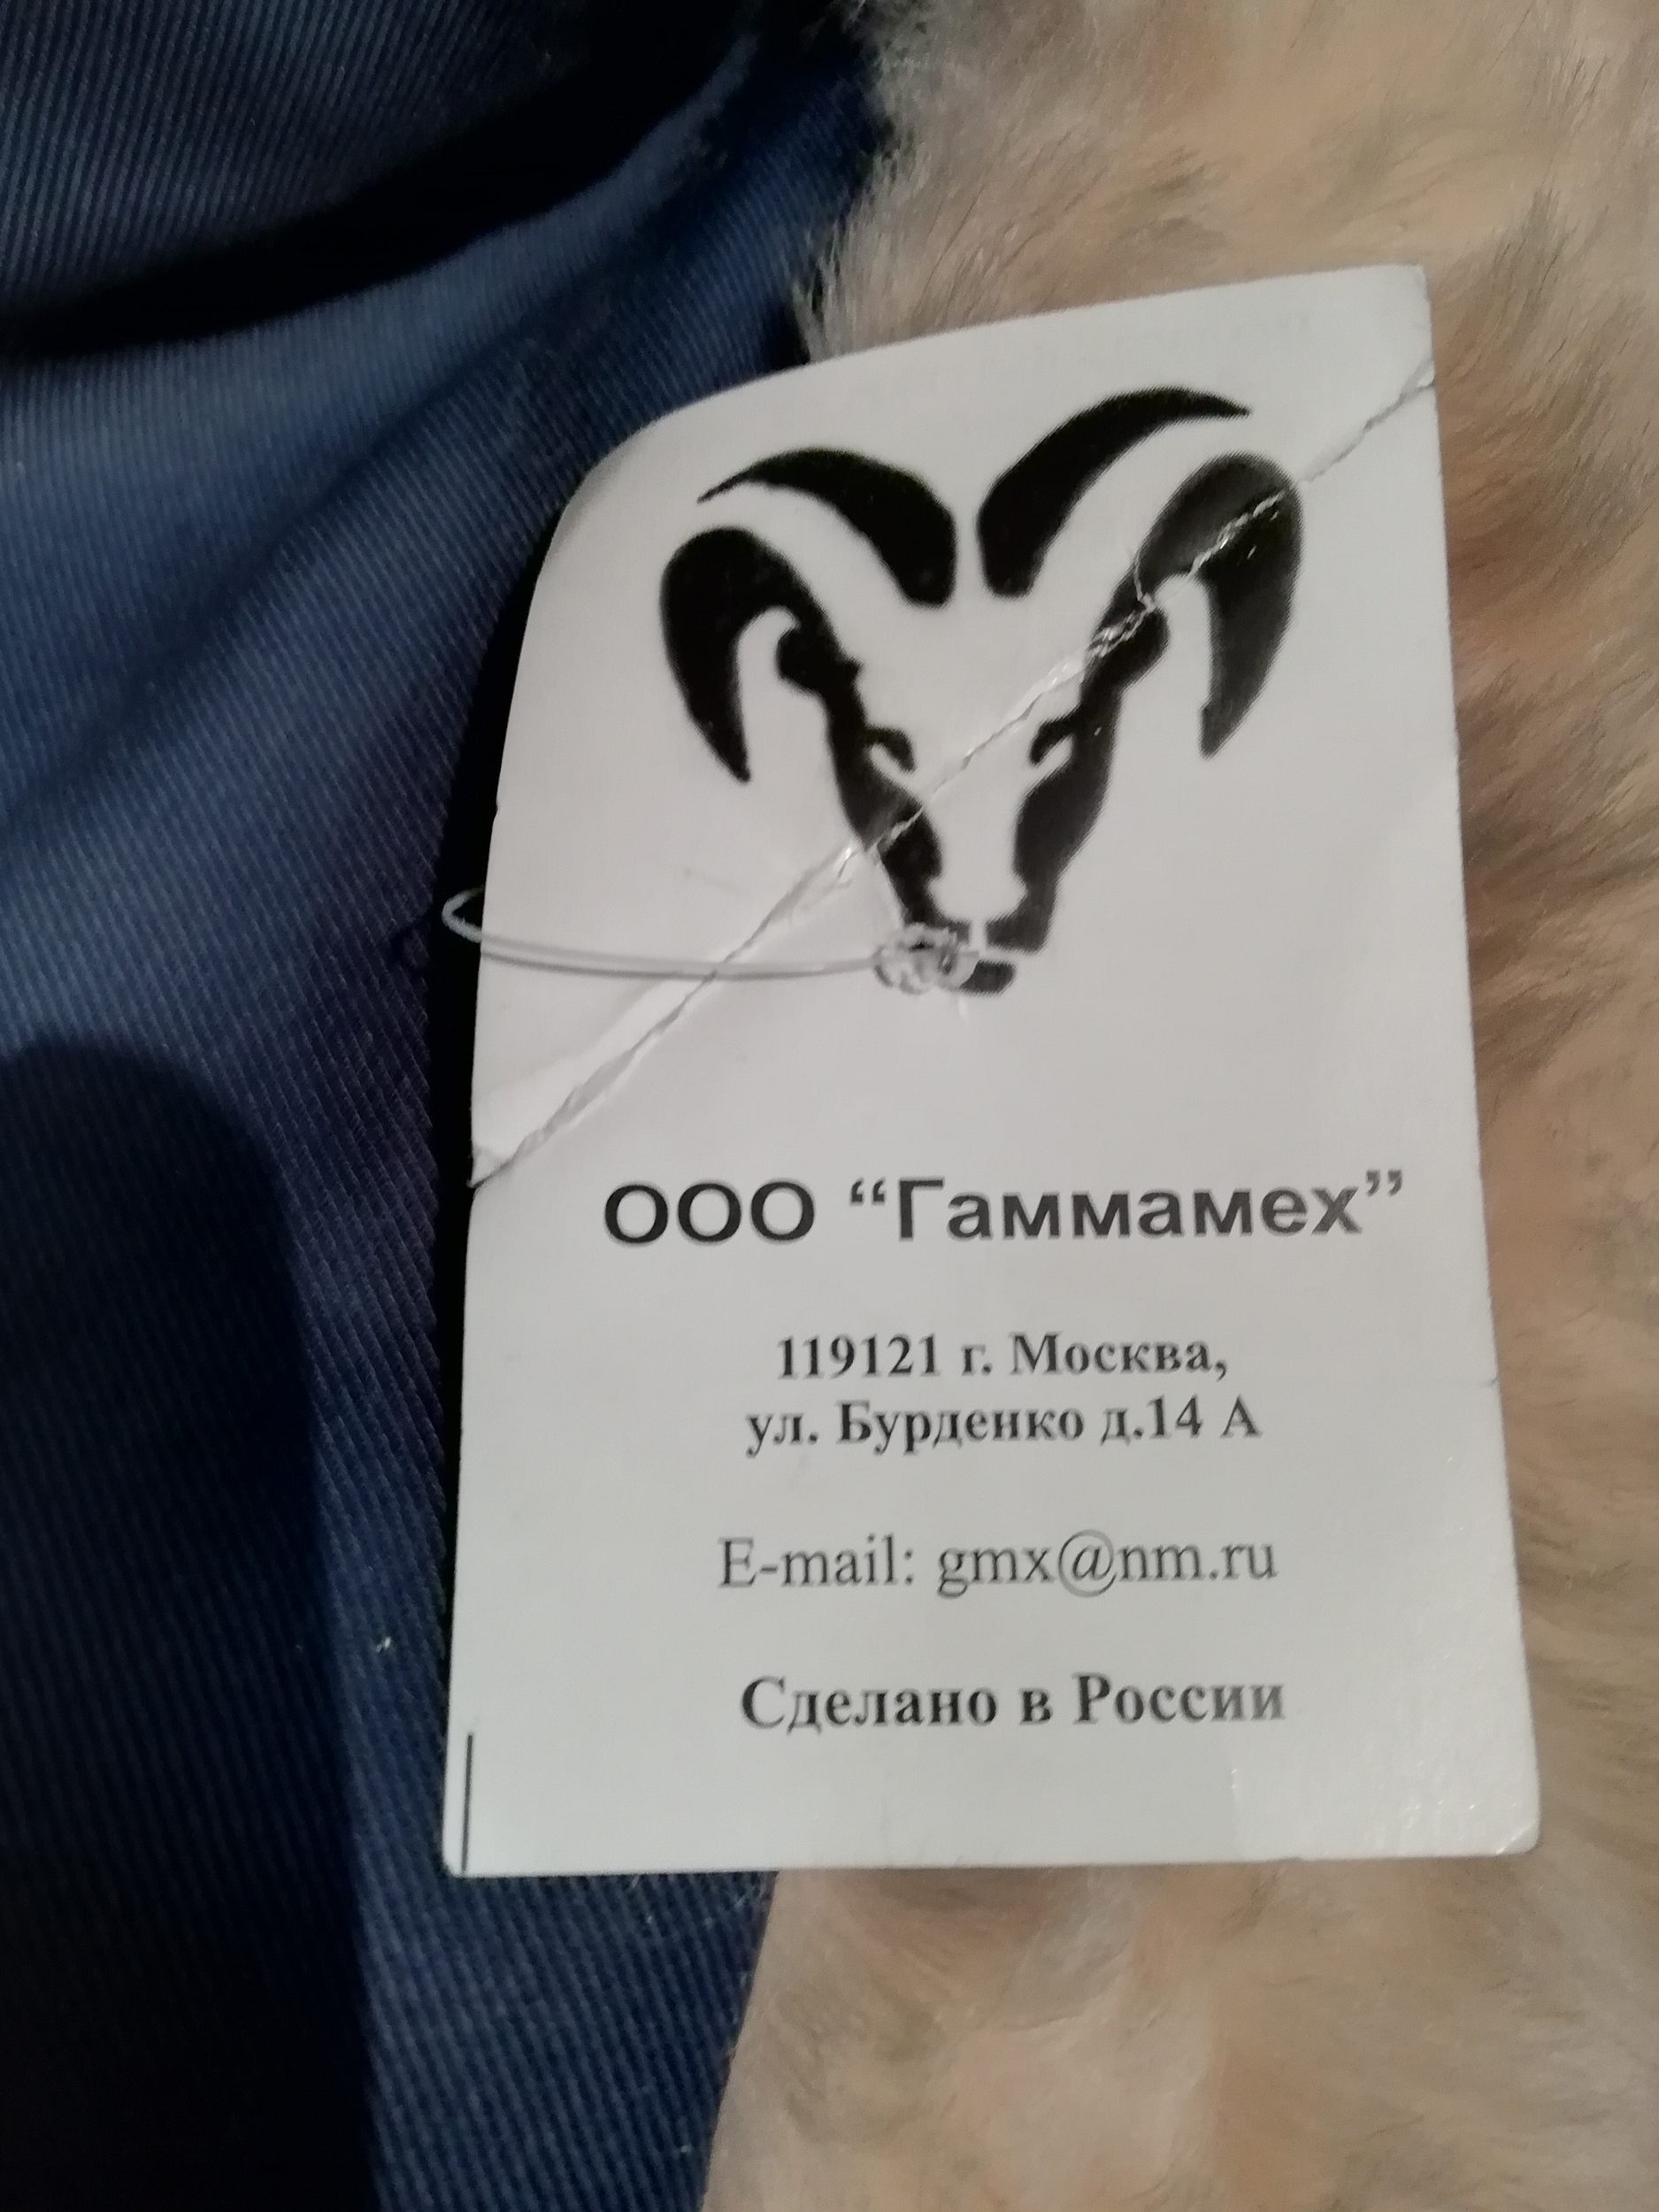 ООО “Гаммамех”
119121 г. Москва,
ул. Бурденко д.14 А
E-mail: gmx@nm.ru
Сделано в России